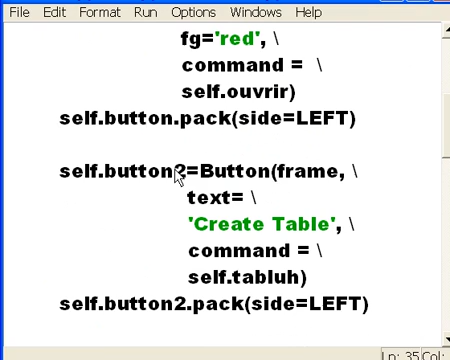 File Edit Format Run Options Windows Help
fg='red', \
command =  \
self.ouvrir)
self.button.pack(side=LEFT)
self.button2=Button(frame, \
text= \
'Create Table', \
command = \
self.tabluh)
self.button2.pack(side=LEFT)
Ln: 35 Col: